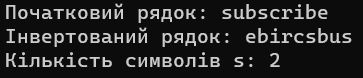 Початковий рядок: subscribe
Інвертований рядок: ebircsbus
Кількість символів s: 2